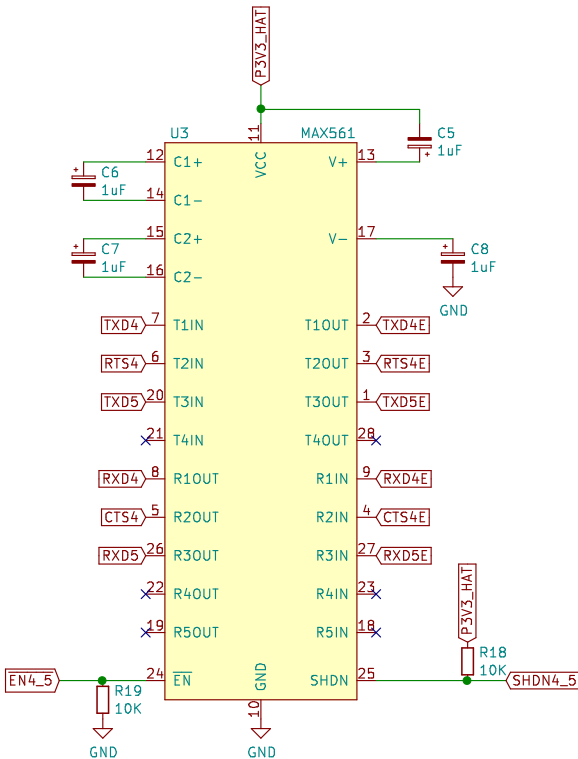 P3V3_HAT
U3 MAX561
11 VCC
12 C1+ V+ 13 C5
1uF
C6
1uF
14 C1-
15 C2+ V- 17
C7
1uF
C8
1uF
16 C2-
GND
TXD4 7 T1IN T1OUT 2 TXD4E
RTS4 6 T2IN T2OUT 3 RTS4E
TXD5 20 T3IN T3OUT 1 TXD5E
21 T4IN T4OUT 28
RXD4 8 R1OUT R1IN 9 RXD4E
CTS4 5 R2OUT R2IN 4 CTS4E
RXD5 26 R3OUT R3IN 27 RXD5E
22 R4OUT R4IN 23
19 R5OUT R5IN 18
P3V3_HAT
R18
10K
EN4_5 24 EN GND SHDN 25 SHDN4_5
R19
10K
10
GND
GND